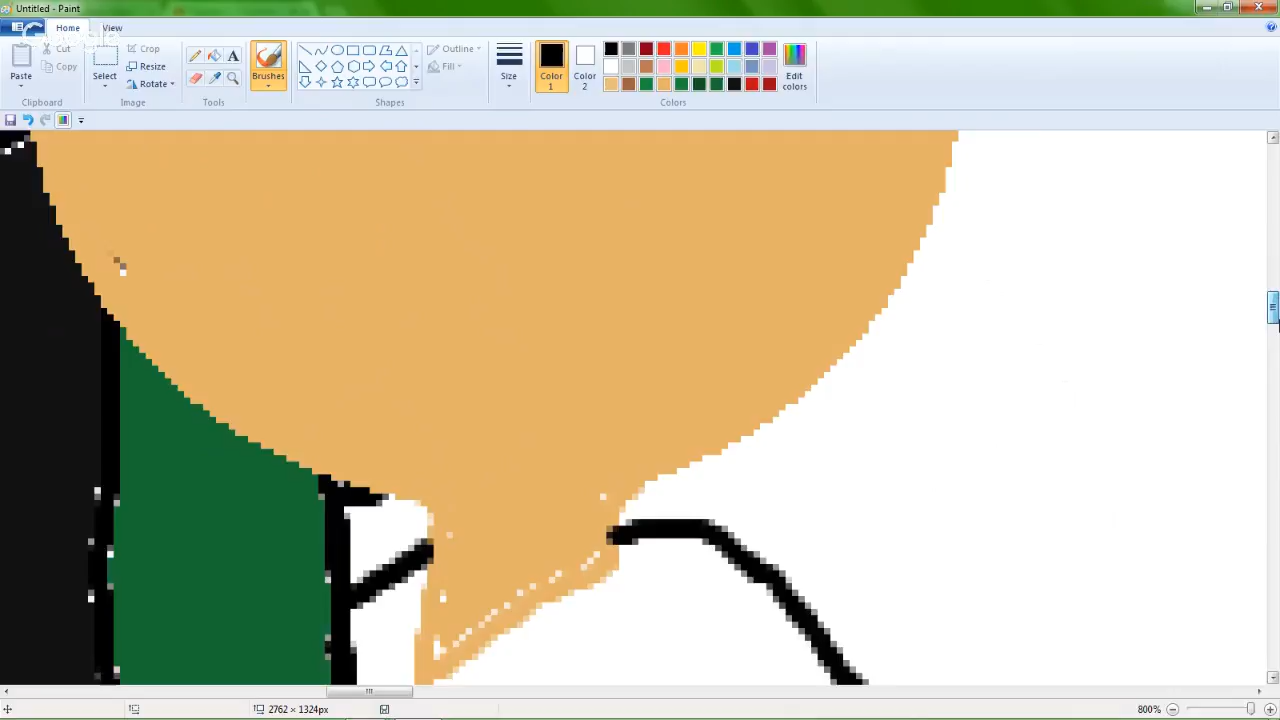 Untitled - Paint
Home View
Paste
Cut
Copy
Clipboard
Select
Crop
Resize
Rotate
Image
A
Tools
Brushes
Outline
Fill
Shapes
Size
Color 1
Color 2
Edit colors
Colors
2762 × 1324px
800%